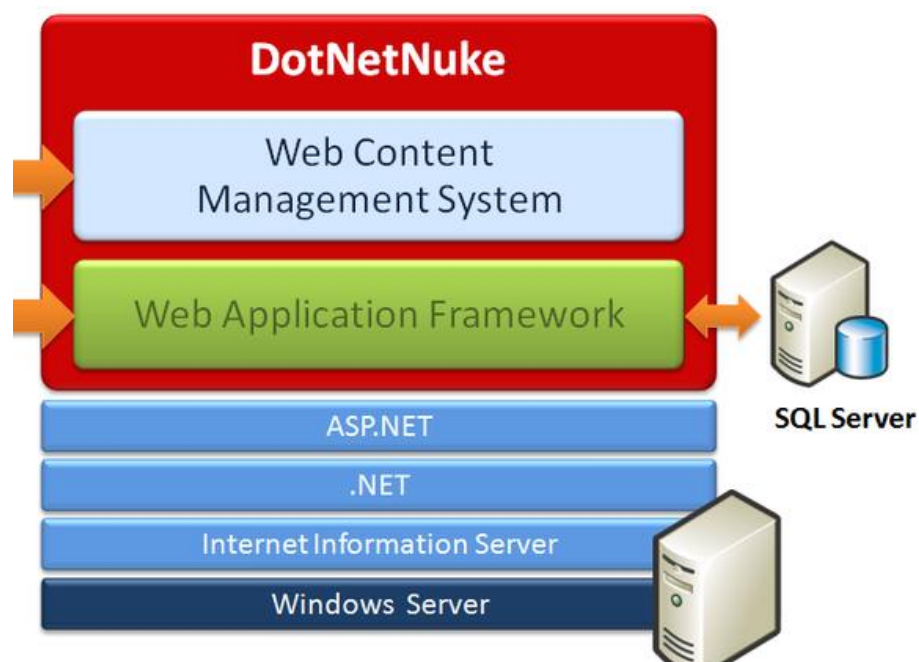 DotNetNuke
Web Content
Management System
Web Application Framework
SQL Server
ASP.NET
.NET
Internet Information Server
Windows Server